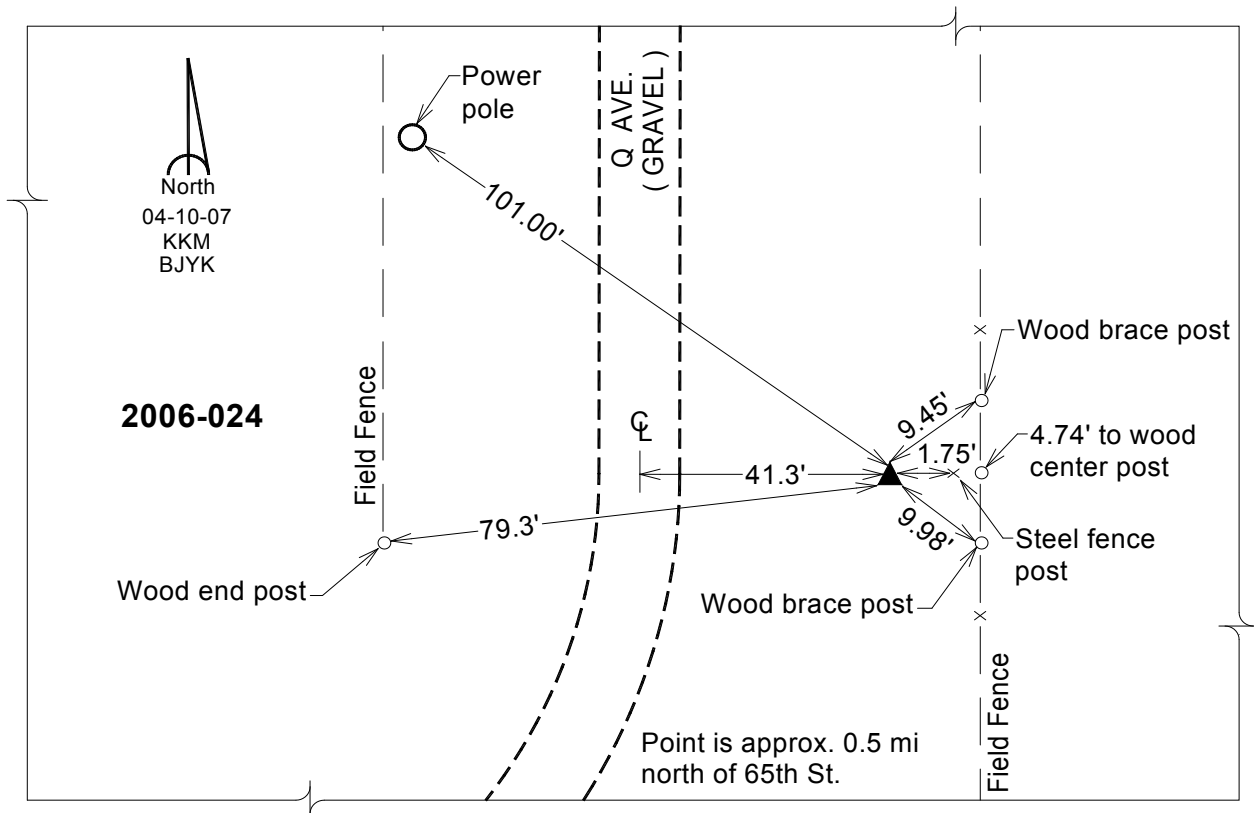 Power
pole
Q AVE.
( GRAVEL )
North
04-10-07
KKM
BJYK
101.00'
Wood brace post
Field Fence
2006-024
9.45'
4.74' to wood
center post
1.75'
℄
41.3'
79.3'
9.98'
Steel fence
post
Wood end post
Wood brace post
Field Fence
Point is approx. 0.5 mi
north of 65th St.